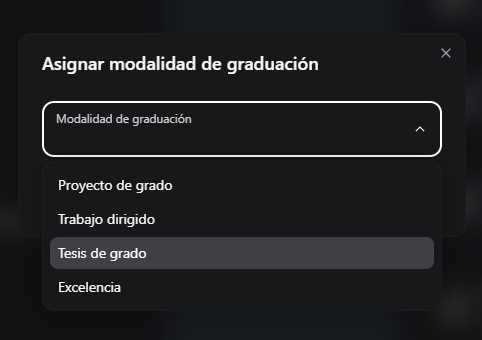 Asignar modalidad de graduación
Modalidad de graduación
Proyecto de grado
Trabajo dirigido
Tesis de grado
Excelencia